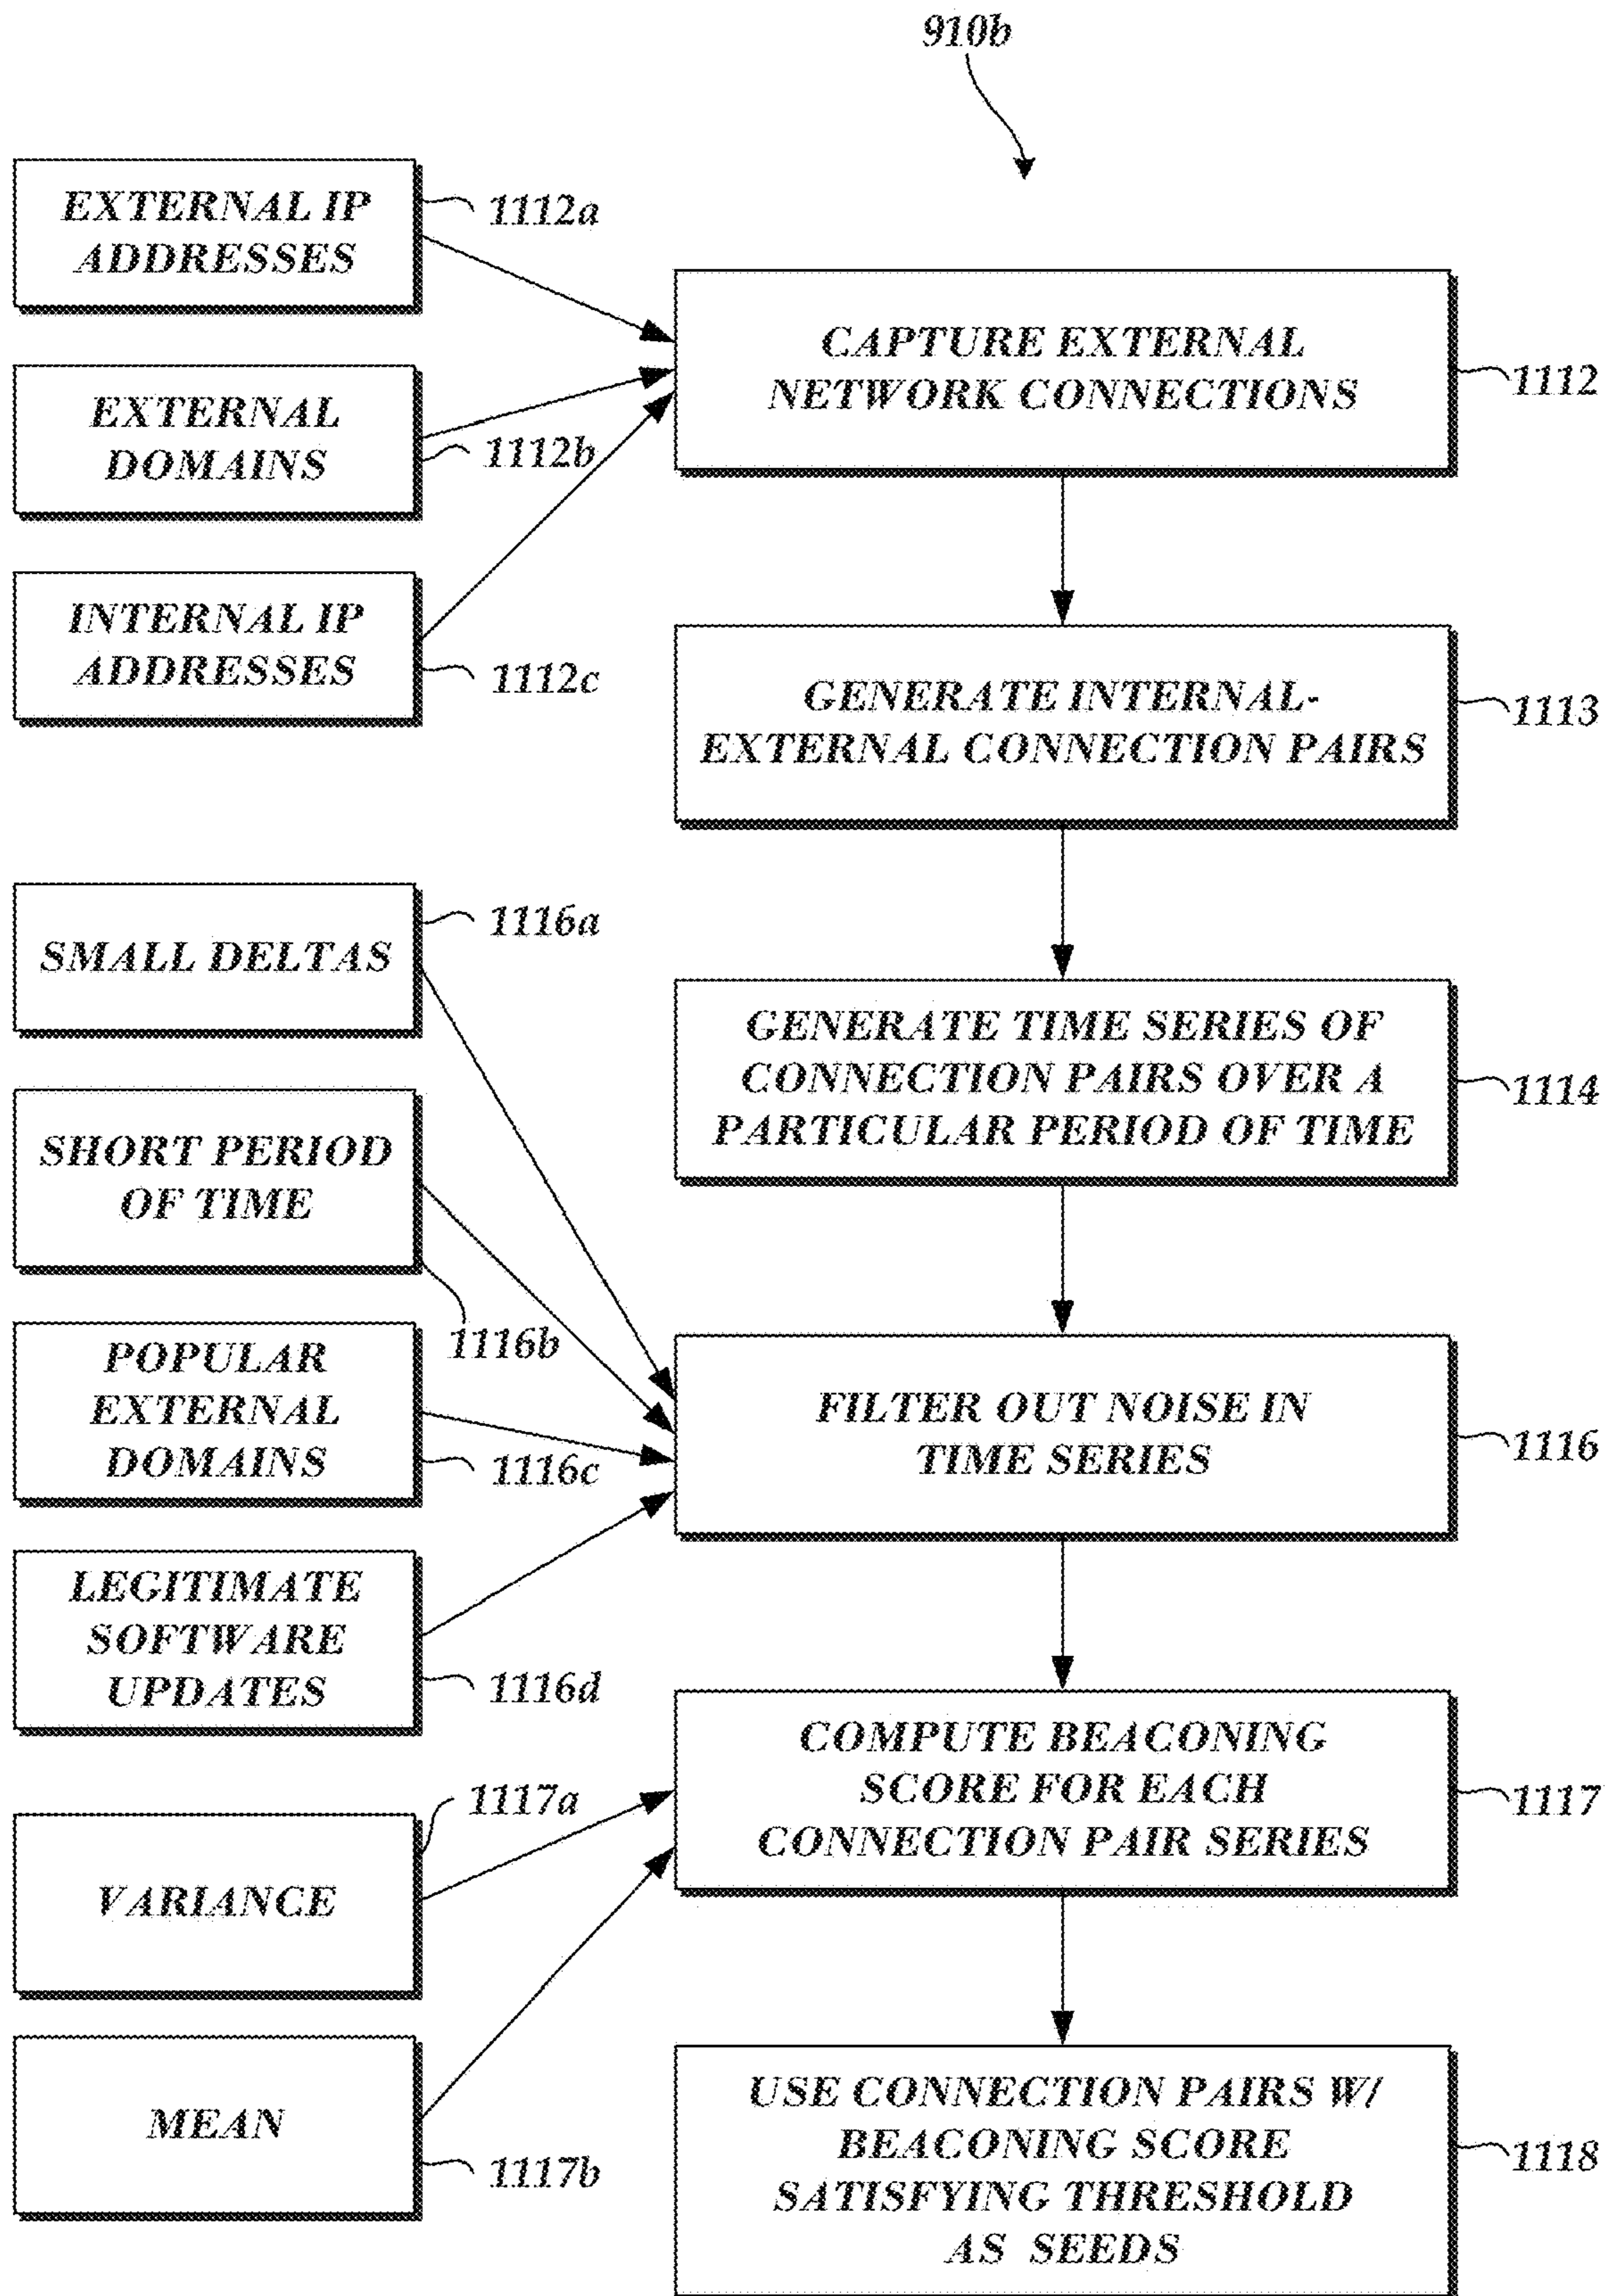 910b
EXTERNAL IP
ADDRESSES
1112a
EXTERNAL
DOMAINS
1112b
INTERNAL IP
ADDRESSES
1112c
CAPTURE EXTERNAL
NETWORK CONNECTIONS
1112
GENERATE INTERNAL-
EXTERNAL CONNECTION PAIRS
1113
SMALL DELTAS
1116a
GENERATE TIME SERIES OF
CONNECTION PAIRS OVER A
PARTICULAR PERIOD OF TIME
1114
SHORT PERIOD
OF TIME
1116b
POPULAR
EXTERNAL
DOMAINS
1116c
FILTER OUT NOISE IN
TIME SERIES
1116
LEGITIMATE
SOFTWARE
UPDATES
1116d
COMPUTE BEACONING
SCORE FOR EACH
CONNECTION PAIR SERIES
1117
1117a
VARIANCE
MEAN
1117b
USE CONNECTION PAIRS W/
BEACONING SCORE
SATISFYING THRESHOLD
AS SEEDS
1118